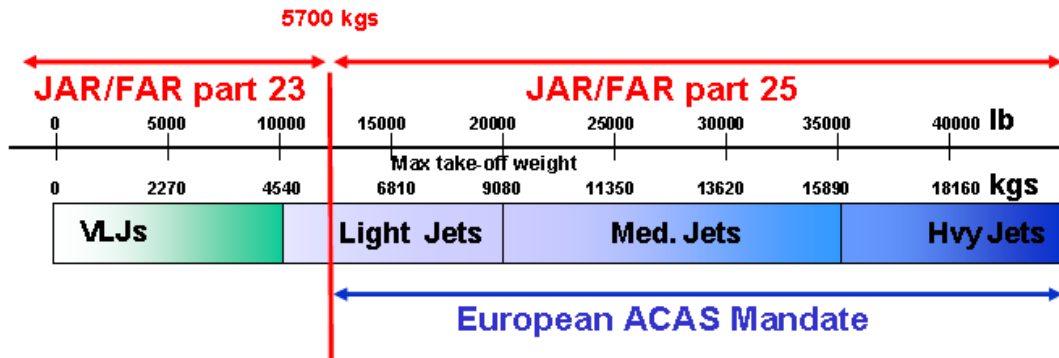 5700 kgs
JAR/FAR part 23 JAR/FAR part 25
0 5000 10000 15000 20000 25000 30000 35000 40000 lb
Max take-off weight
0 2270 4540 6810 9080 11350 13620 15890 18160 kgs
VLJs Light Jets Med. Jets Hvy Jets
European ACAS Mandate